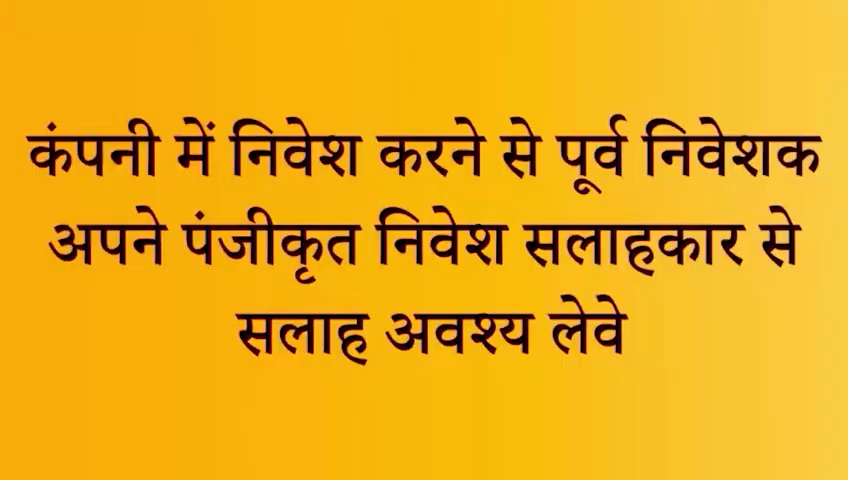 कंपनी में निवेश करने से पूर्व निवेशक
अपने पंजीकृत निवेश सलाहकार से
सलाह अवश्य लेवे